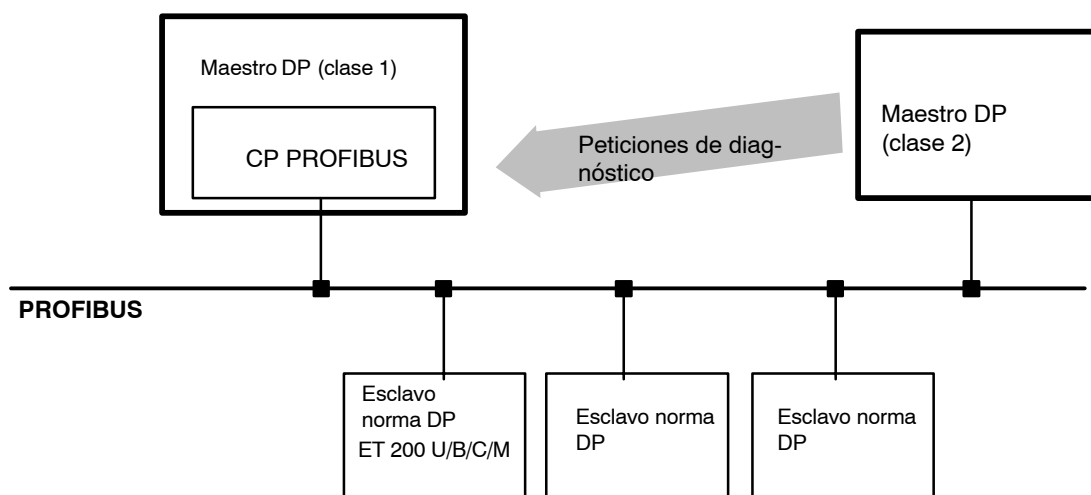 Maestro DP (clase 1)
CP PROFIBUS
Peticiones de diag-
nóstico
Maestro DP
(clase 2)
PROFIBUS
Esclavo
norma DP
ET 200 U/B/C/M
Esclavo norma
DP
Esclavo norma
DP